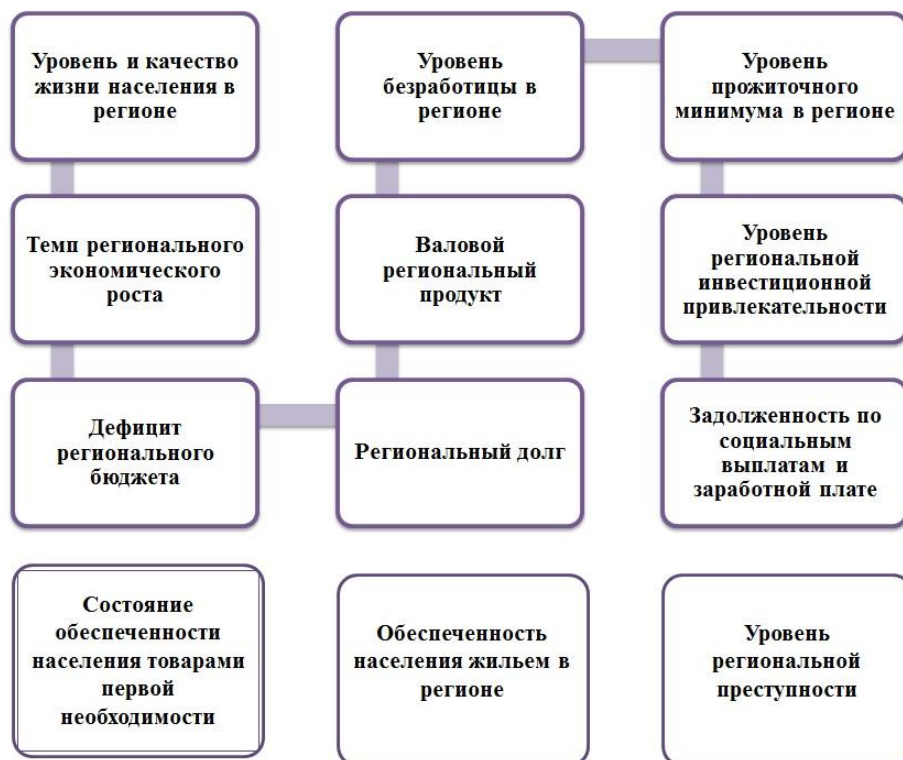 Уровень и качество
жизни населения в
регионе
Темп регионального
экономического
роста
Дефицит
регионального
бюджета
Региональный долг
Валовой
региональный
продукт
Уровень
безработицы в
регионе
Уровень
прожиточного
минимума в регионе
Уровень
региональной
инвестиционной
привлекательности
Задолженность по
социальным
выплатам и
заработной плате
Состояние
обеспеченности
населения товарами
первой
необходимости
Обеспеченность
населения жильем в
регионе
Уровень
региональной
преступности